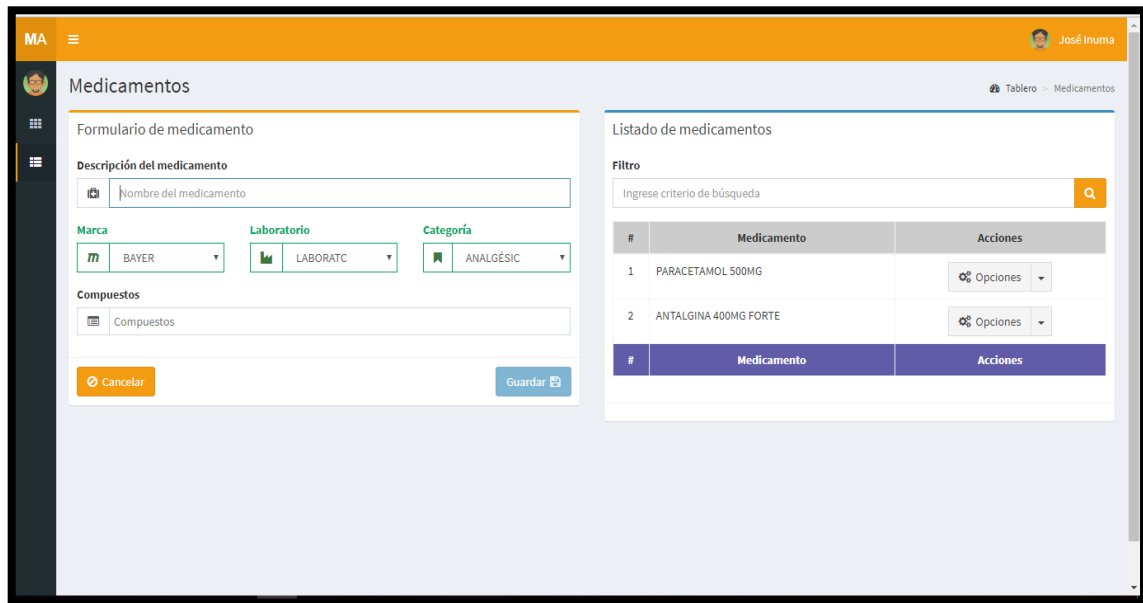 MA
José Inuma
Medicamentos
Tablero > Medicamentos
Formulario de medicamento
Descripción del medicamento
Nombre del medicamento
Marca Laboratorio Categoría
m BAYER LABORATC ANALGÉSIC
Compuestos
Compuestos
Cancelar Guardar
Listado de medicamentos
Filtro
Ingrese criterio de búsqueda
# Medicamento Acciones
1 PARACETAMOL 500MG Opciones
2 ANTALGINA 400MG FORTE Opciones
# Medicamento Acciones